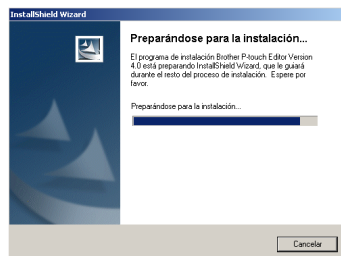 InstallShield Wizard
Preparándose para la instalación...
El programa de instalación Brother P-touch Editor Version
4.0 está preparando InstallShield Wizard, que le guiará
durante el resto del proceso de instalación. Espere por
favor.
Preparándose para la instalación...
Cancelar